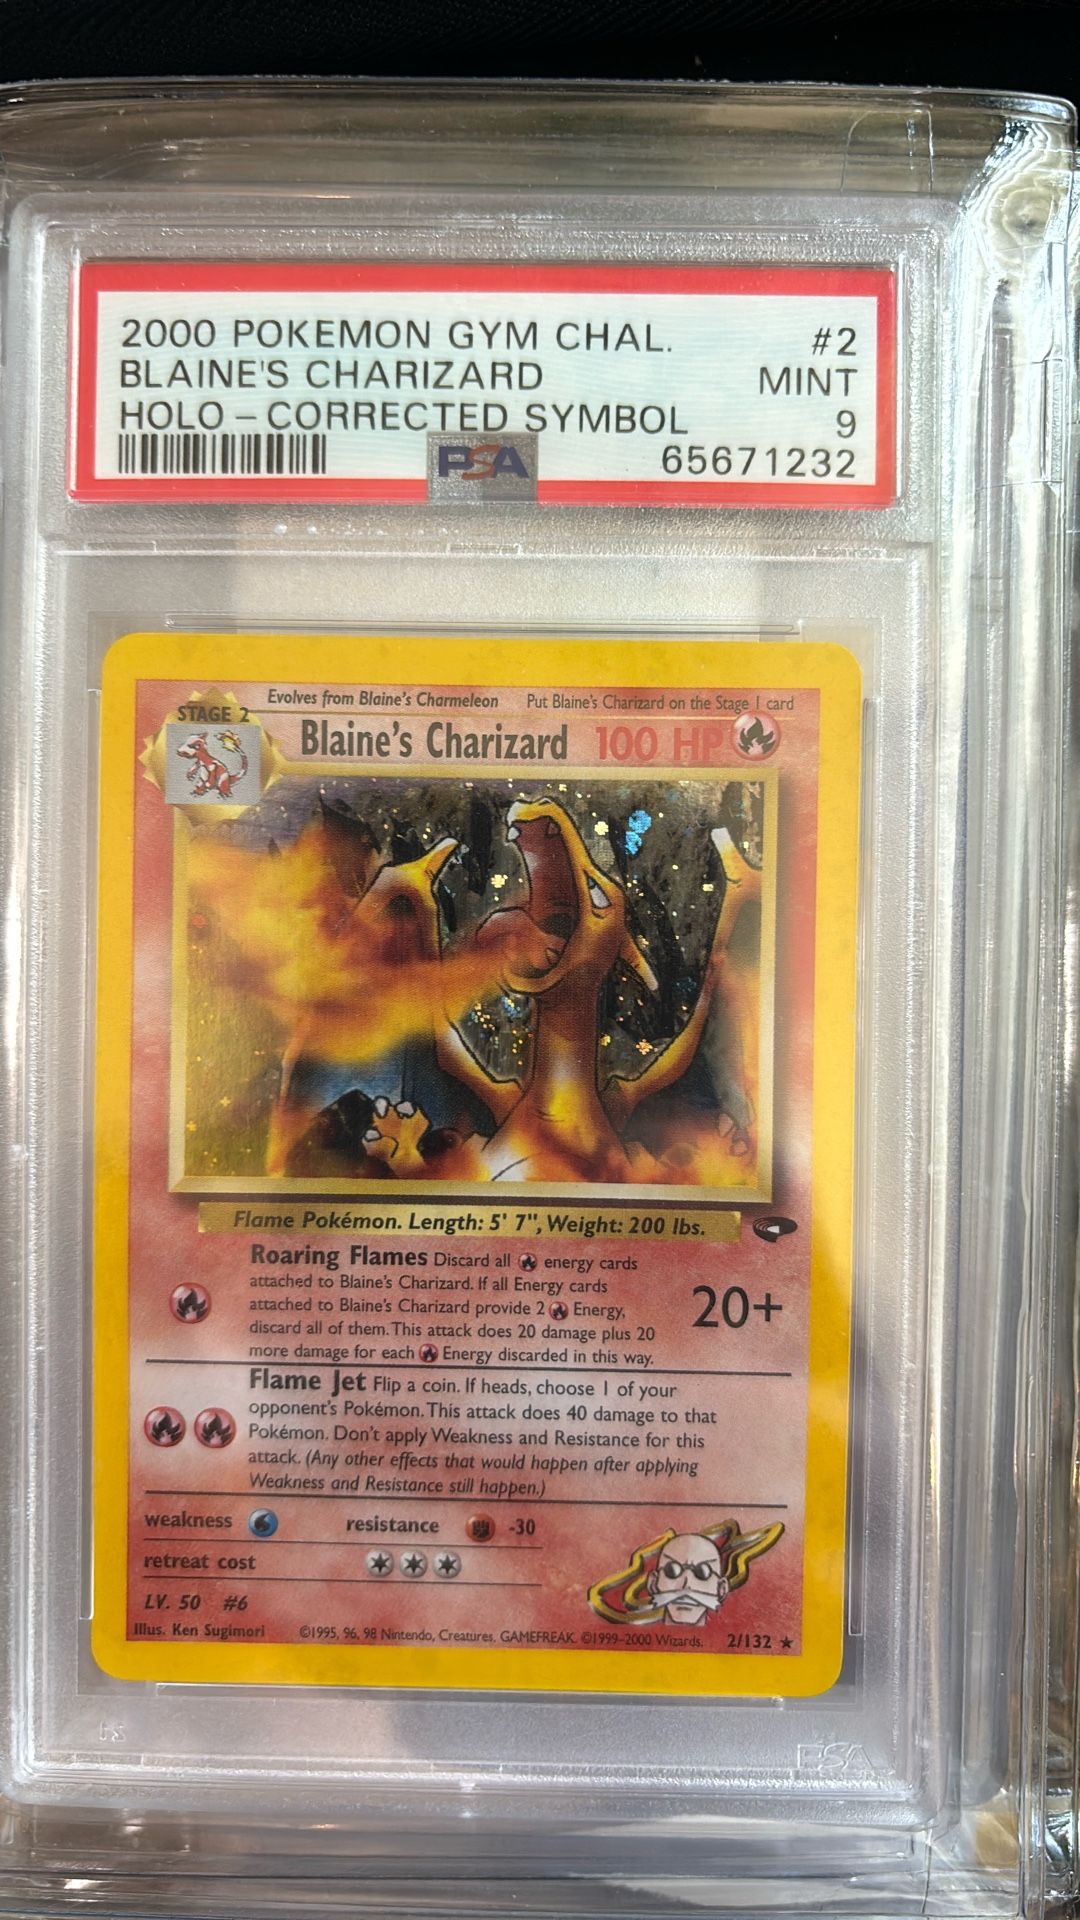 2000 POKEMON GYM CHAL. #2
BLAINE'S CHARIZARD MINT
HOLO – CORRECTED SYMBOL 9
PSA 65671232
Evolves from Blaine's Charmeleon Put Blaine's Charizard on the Stage 1 card
STAGE 2
Blaine's Charizard 100 HP
Flame Pokémon. Length: 5' 7", Weight: 200 lbs.
Roaring Flames Discard all energy cards
attached to Blaine's Charizard. If all Energy cards
attached to Blaine's Charizard provide 2 Energy,
discard all of them. This attack does 20 damage plus 20
more damage for each Energy discarded in this way.
20+
Flame Jet Flip a coin. If heads, choose 1 of your
opponent's Pokémon. This attack does 40 damage to that
Pokémon. Don't apply Weakness and Resistance for this
attack. (Any other effects that would happen after applying
Weakness and Resistance still happen.)
weakness resistance -30
retreat cost
LV. 50 #6
Illus. Ken Sugimori ©1995, 96, 98 Nintendo, Creatures, GAMEFREAK. ©1999-2000 Wizards. 2/132 ★
PSA